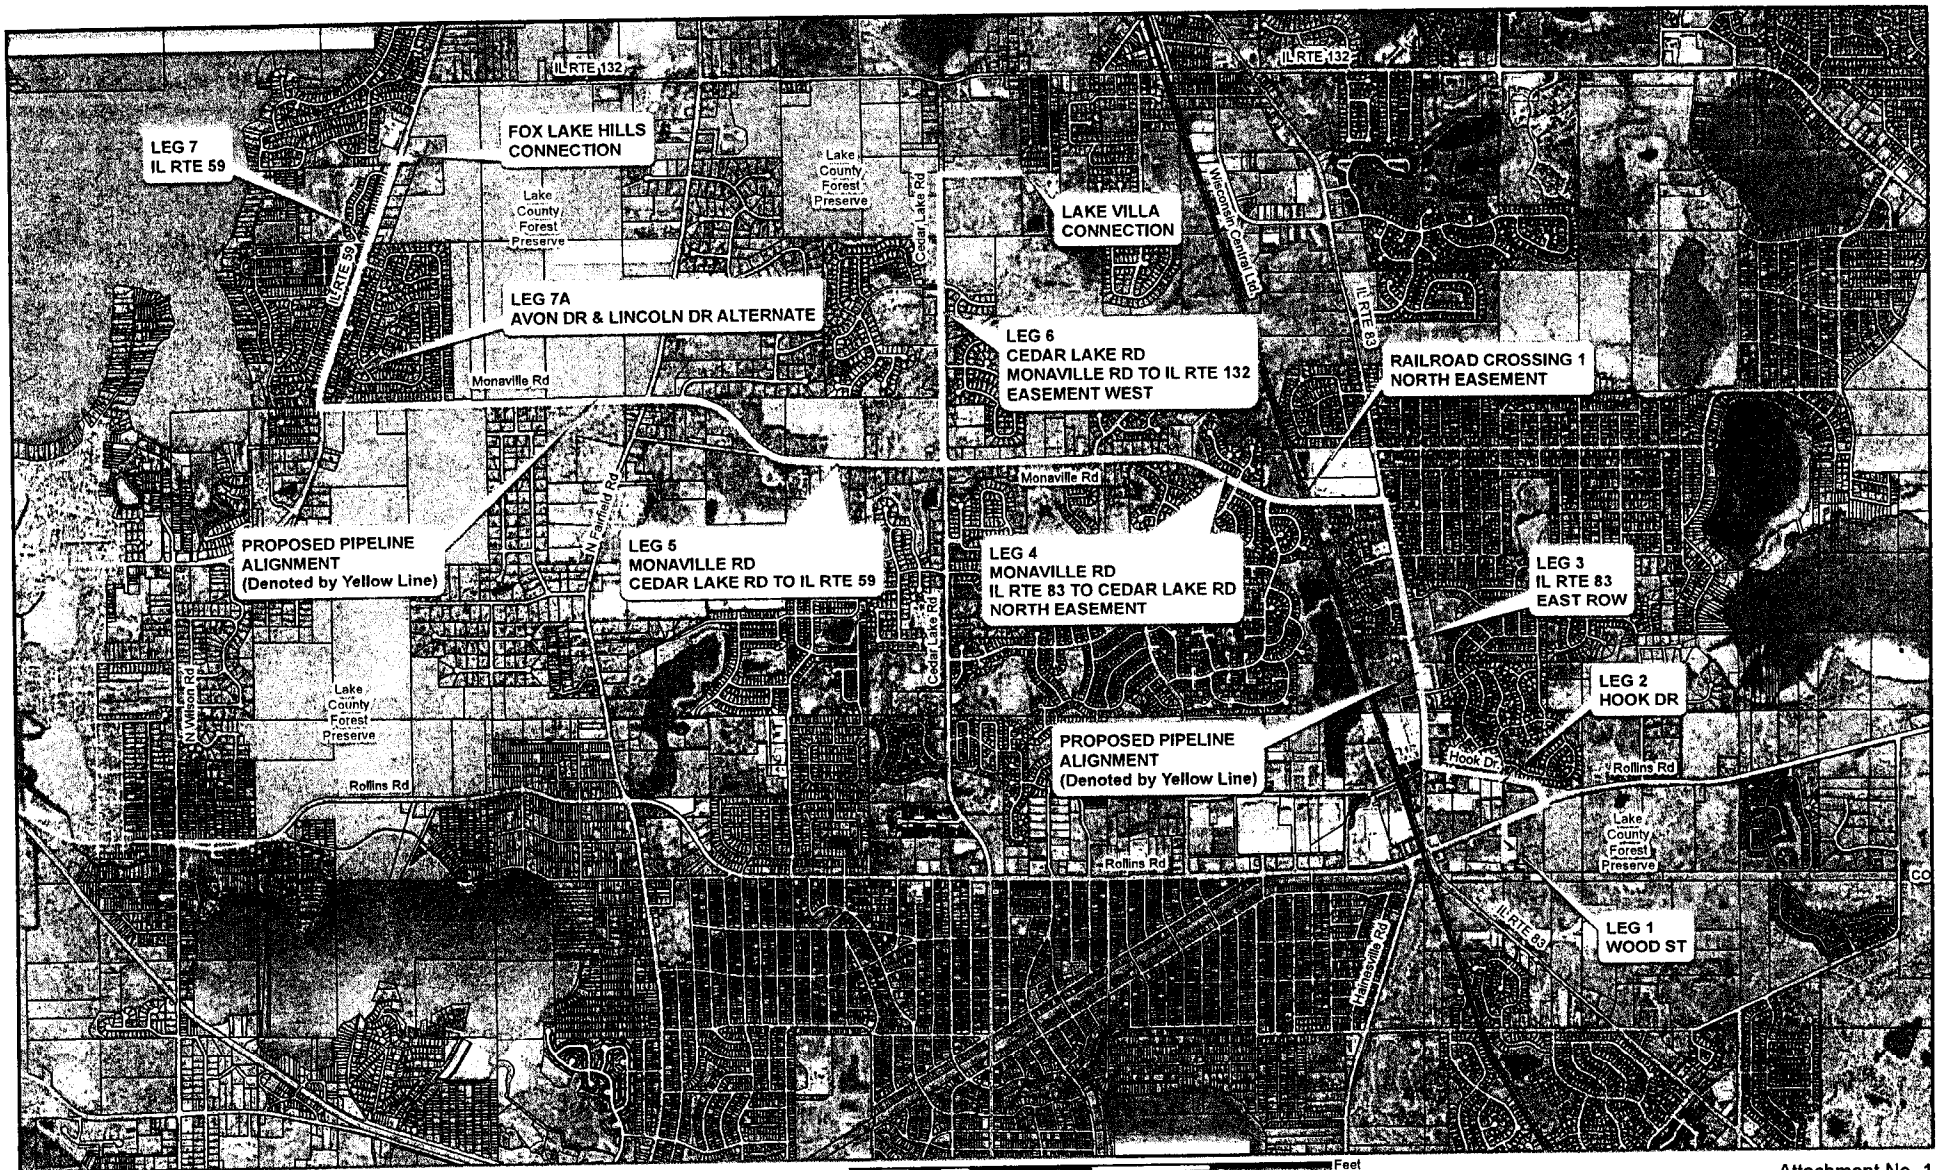 IL RTE 132
IL RTE 132
LEG 7
IL RTE 59
FOX LAKE HILLS
CONNECTION
Lake
County
Forest
Preserve
Lake
County
Forest
Preserve
Cedar Lake Rd
LAKE VILLA
CONNECTION
Wisconsin Central Ltd
IL RTE 59
IL RTE 83
LEG 7A
AVON DR & LINCOLN DR ALTERNATE
LEG 6
CEDAR LAKE RD
MONAVILLE RD TO IL RTE 132
EASEMENT WEST
RAILROAD CROSSING 1
NORTH EASEMENT
Monaville Rd
Monaville Rd
N Fairfield Rd
PROPOSED PIPELINE
ALIGNMENT
(Denoted by Yellow Line)
LEG 5
MONAVILLE RD
CEDAR LAKE RD TO IL RTE 59
LEG 4
MONAVILLE RD
IL RTE 83 TO CEDAR LAKE RD
NORTH EASEMENT
LEG 3
IL RTE 83
EAST ROW
Cedar Lake Rd
N Wilson Rd
Lake
County
Forest
Preserve
LEG 2
HOOK DR
PROPOSED PIPELINE
ALIGNMENT
(Denoted by Yellow Line)
Hook Dr
Rollins Rd
Rollins Rd
Lake
County
Forest
Preserve
Rollins Rd
CO
LEG 1
WOOD ST
IL RTE 83
Hainesville Rd
Feet
Attachment No. 1